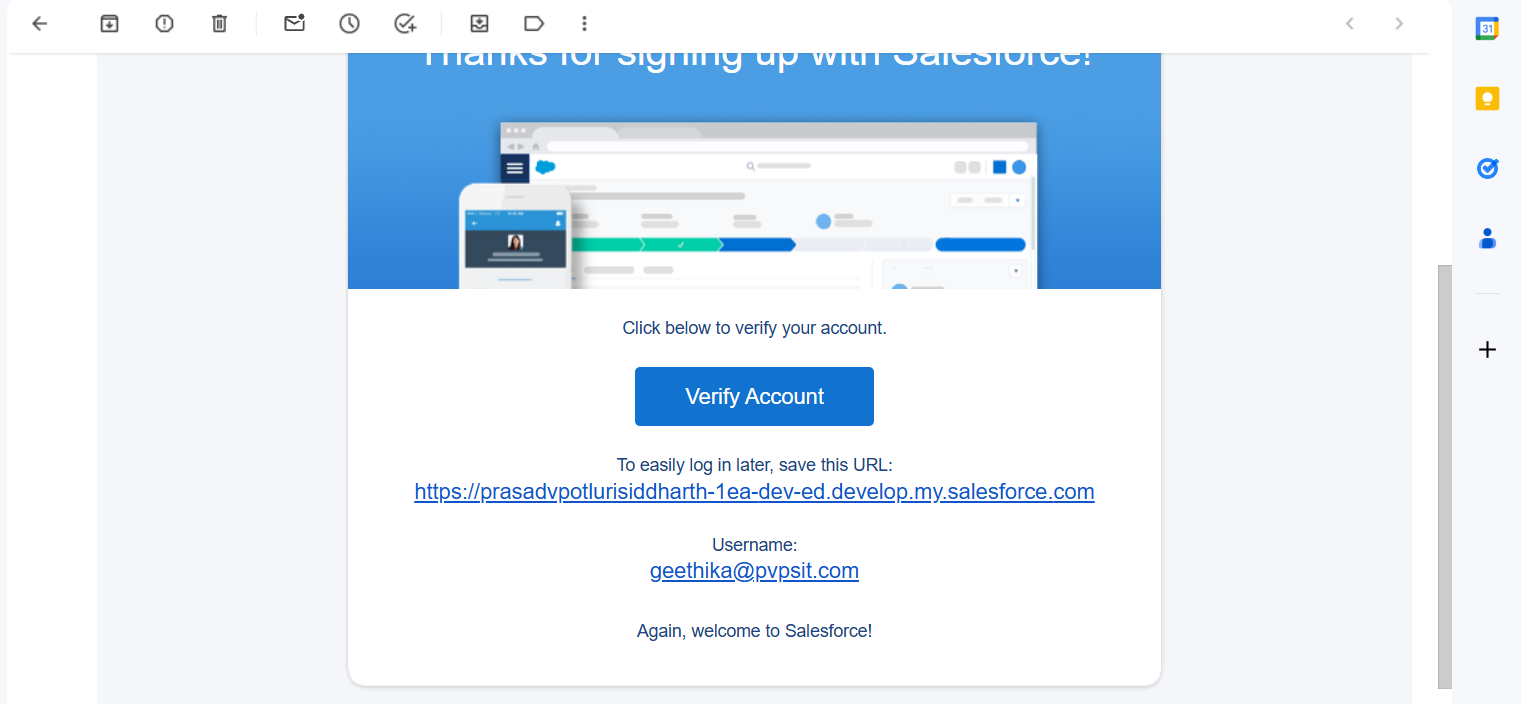 Thanks for signing up with Salesforce!
31
Click below to verify your account.
Verify Account
To easily log in later, save this URL:
https://prasadvpotlurisiddharth-1ea-dev-ed.develop.my.salesforce.com
Username:
geethika@pvpsit.com
Again, welcome to Salesforce!